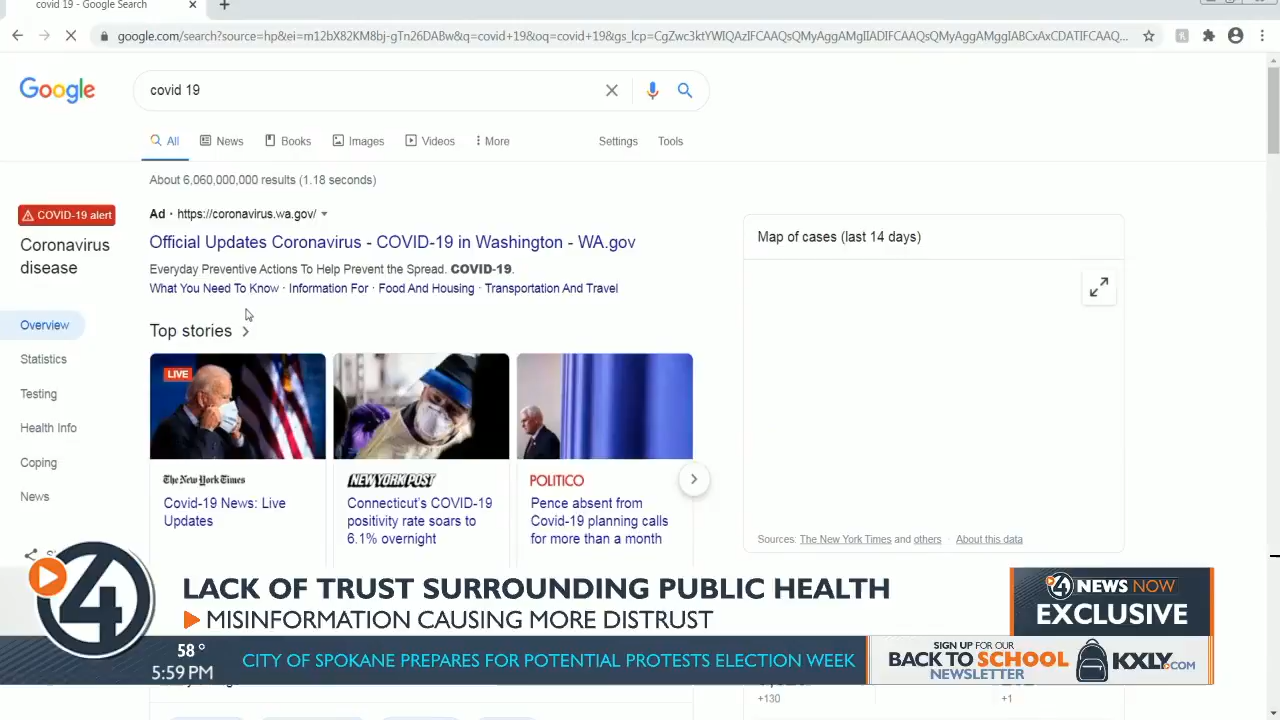 covid 19 - Google Search
google.com/search?source=hp&ei=m12bX82KM8bj-gTn26DABw&q=covid+19&oq=covid+19&gs_lcp=CgZwc3ktYWIQAzIFCAAQsQMyAggAMgIIADIFCAAQsQMyAggAMggIABCxAxCDATIFCAAQ...
Google
covid 19
All News Books Images Videos More Settings Tools
About 6,060,000,000 results (1.18 seconds)
COVID-19 alert
Coronavirus
disease
Overview
Statistics
Testing
Health Info
Coping
News
Ad · https://coronavirus.wa.gov/
Official Updates Coronavirus - COVID-19 in Washington - WA.gov
Everyday Preventive Actions To Help Prevent the Spread. COVID-19.
What You Need To Know · Information For · Food And Housing · Transportation And Travel
Top stories
LIVE
The New York Times
Covid-19 News: Live
Updates
NEW YORK POST
Connecticut's COVID-19
positivity rate soars to
6.1% overnight
POLITICO
Pence absent from
Covid-19 planning calls
for more than a month
Map of cases (last 14 days)
Sources: The New York Times and others · About this data
4
LACK OF TRUST SURROUNDING PUBLIC HEALTH
MISINFORMATION CAUSING MORE DISTRUST
4 NEWS NOW
EXCLUSIVE
58°
5:59 PM
CITY OF SPOKANE PREPARES FOR POTENTIAL PROTESTS ELECTION WEEK
SIGN UP FOR OUR
BACK TO SCHOOL
NEWSLETTER
KXLY.COM
+130
+1